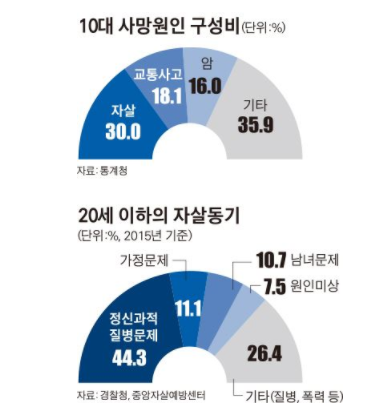 10대 사망원인 구성비(단위:%)
자살
30.0
교통사고
18.1
암
16.0
기타
35.9
자료:통계청
20세 이하의 자살동기
(단위:%, 2015년 기준)
가정문제
11.1
10.7 남녀문제
7.5 원인미상
정신과적
질병문제
44.3
26.4
기타(질병, 폭력 등)
자료:경찰청, 중앙자살예방센터